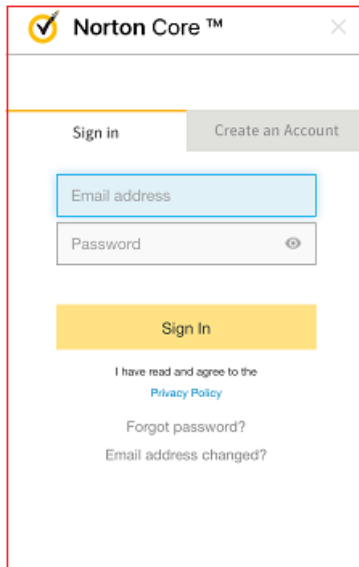 Norton Core ™
Sign in
Create an Account
Email address
Password
Sign In
I have read and agree to the
Privacy Policy
Forgot password?
Email address changed?